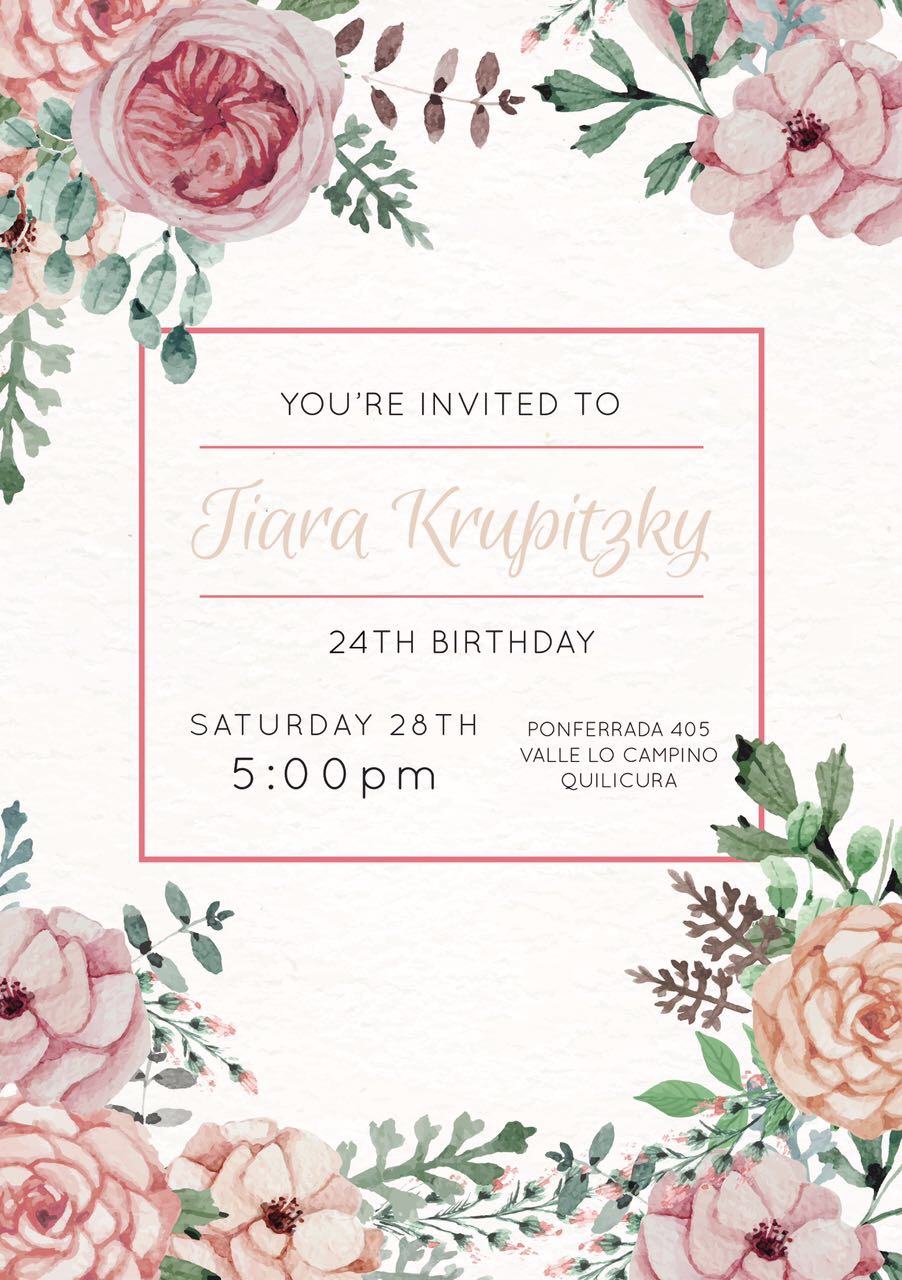 YOU'RE INVITED TO
Tiara Krupitzky
24TH BIRTHDAY
SATURDAY 28TH
5:00pm
PONFERRADA 405
VALLE LO CAMPINO
QUILICURA